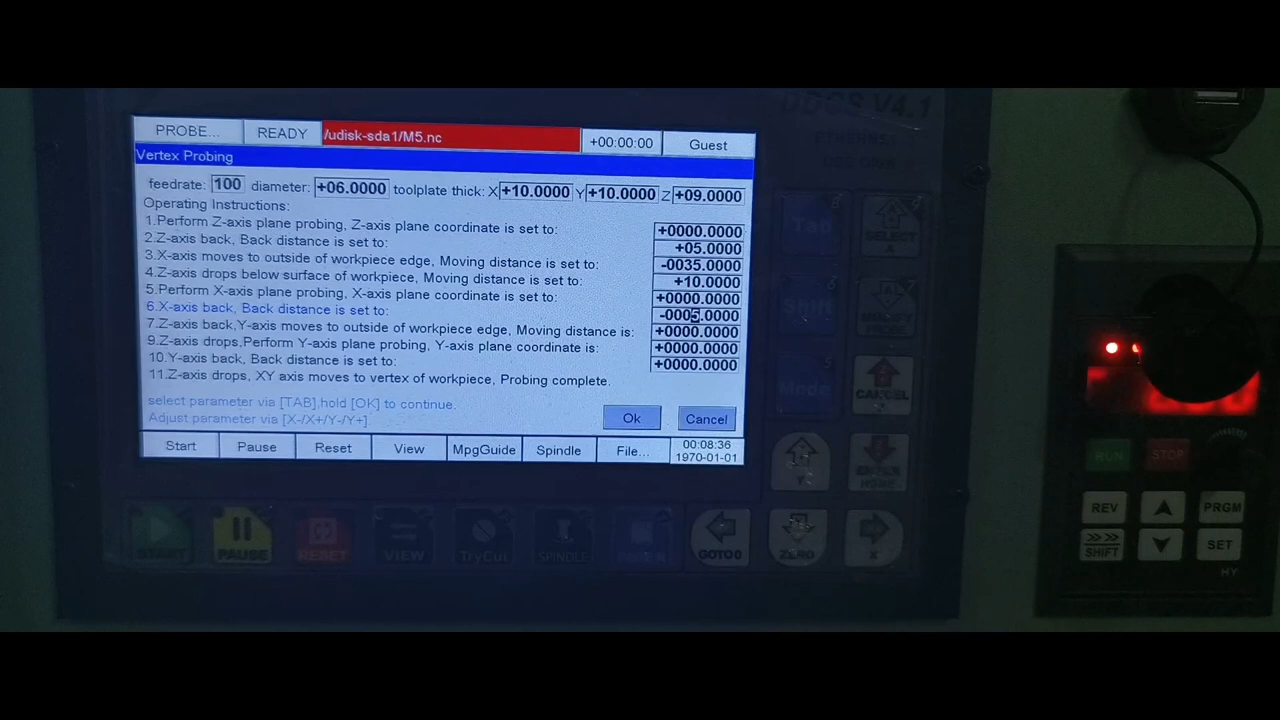 DDCS V4.1
PROBE... READY /udisk-sda1/M5.nc +00:00:00 Guest
Vertex Probing
feedrate: 100 diameter: +06.0000 toolplate thick: X +10.0000 Y +10.0000 Z +09.0000
Operating Instructions:
1.Perform Z-axis plane probing, Z-axis plane coordinate is set to: +0000.0000
2.Z-axis back, Back distance is set to: +05.0000
3.X-axis moves to outside of workpiece edge, Moving distance is set to: -0035.0000
4.Z-axis drops below surface of workpiece, Moving distance is set to: +10.0000
5.Perform X-axis plane probing, X-axis plane coordinate is set to: +0000.0000
6.X-axis back, Back distance is set to: -0005.0000
7.Z-axis back,Y-axis moves to outside of workpiece edge, Moving distance is: +0000.0000
9.Z-axis drops,Perform Y-axis plane probing, Y-axis plane coordinate is: +0000.0000
10.Y-axis back, Back distance is set to: +0000.0000
11.Z-axis drops, XY axis moves to vertex of workpiece, Probing complete.
select parameter via [TAB],hold [OK] to continue.
Adjust parameter via [X-/X+/Y-/Y+]
Ok Cancel
Start Pause Reset View MpgGuide Spindle File... 00:08:36
1970-01-01
Tab SELECT
Shift
Mode CANCEL
START PAUSE RESET VIEW TryCut SPINDLE GOTO0 ZERO X
RUN STOP
REV PRGM
SHIFT SET
HY